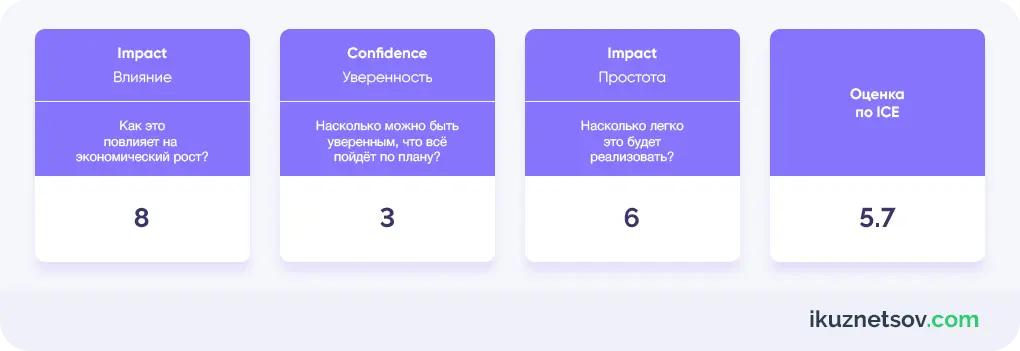 Impact
Влияние
Как это
повлияет на
экономический рост?
8
Confidence
Уверенность
Насколько можно быть
уверенным, что всё
пойдёт по плану?
3
Impact
Простота
Насколько легко
это будет
реализовать?
6
Оценка
по ICE
5.7
ikuznetsov.com